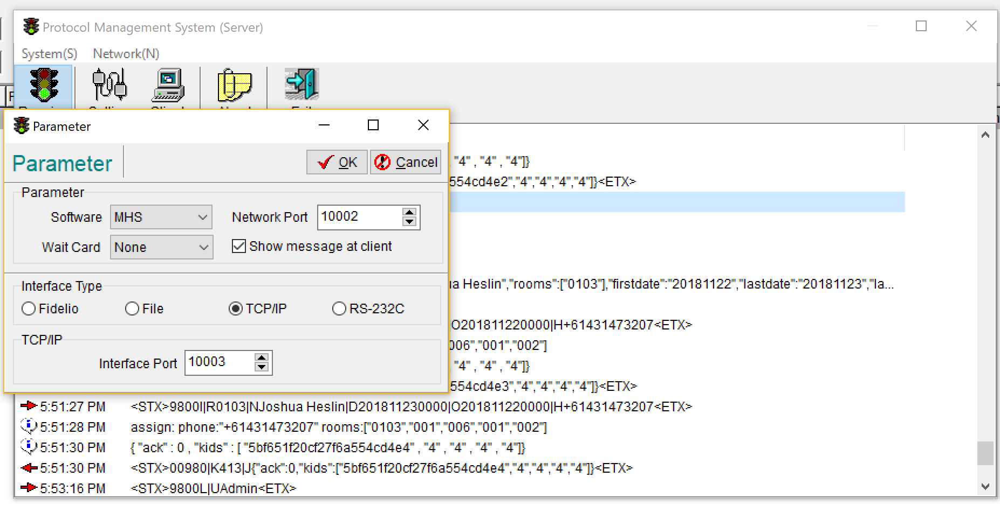 Protocol Management System (Server)
System(S) Network(N)
Parameter
Parameter OK Cancel
Parameter
Software MHS Network Port 10002
Wait Card None Show message at client
Interface Type
Fidelio File TCP/IP RS-232C
TCP/IP
Interface Port 10003
"4" , "4" , "4"]}
554cd4e2","4","4","4","4"]}<ETX>
Heslin","rooms":["0103"],"firstdate":"20181122","lastdate":"20181123","la...
O201811220000|H+61431473207<ETX>
006","001","002"]
"4" , "4" , "4"]}
554cd4e3","4","4","4","4"]}<ETX>
5:51:27 PM <STX>9800I|R0103|NJoshua Heslin|D201811230000|O201811220000|H+61431473207<ETX>
5:51:28 PM assign: phone:"+61431473207" rooms:["0103","001","006","001","002"]
5:51:30 PM { "ack" : 0 , "kids" : [ "5bf651f20cf27f6a554cd4e4" , "4" , "4" , "4" , "4"]}
5:51:30 PM <STX>00980|K413|J{"ack":0,"kids":["5bf651f20cf27f6a554cd4e4","4","4","4","4"]}<ETX>
5:53:16 PM <STX>9800L|UAdmin<ETX>